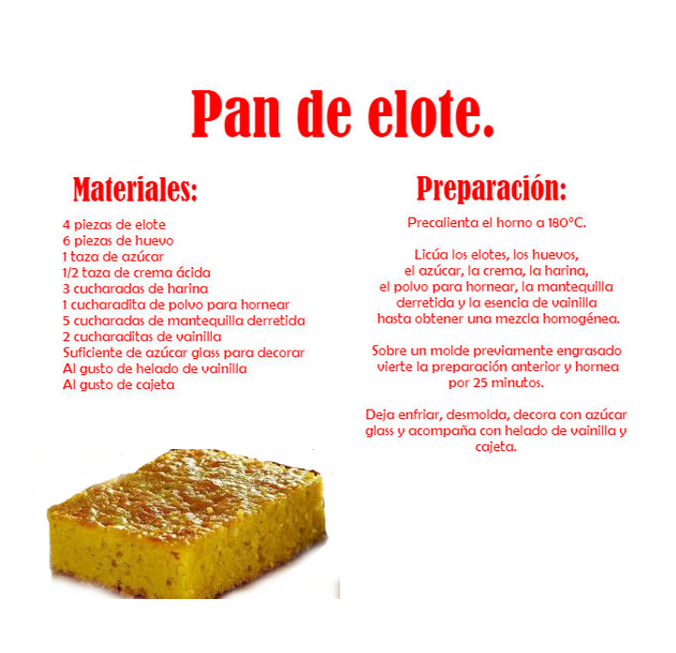 Pan de elote.
Materiales:
4 piezas de elote
6 piezas de huevo
1 taza de azúcar
1/2 taza de crema ácida
3 cucharadas de harina
1 cucharadita de polvo para hornear
5 cucharadas de mantequilla derretida
2 cucharaditas de vainilla
Suficiente de azúcar glass para decorar
Al gusto de helado de vainilla
Al gusto de cajeta
Preparación:
Precalienta el horno a 180°C.
Licúa los elotes, los huevos,
el azúcar, la crema, la harina,
el polvo para hornear, la mantequilla
derretida y la esencia de vainilla
hasta obtener una mezcla homogénea.
Sobre un molde previamente engrasado
vierte la preparación anterior y hornea
por 25 minutos.
Deja enfriar, desmolda, decora con azúcar
glass y acompaña con helado de vainilla y
cajeta.